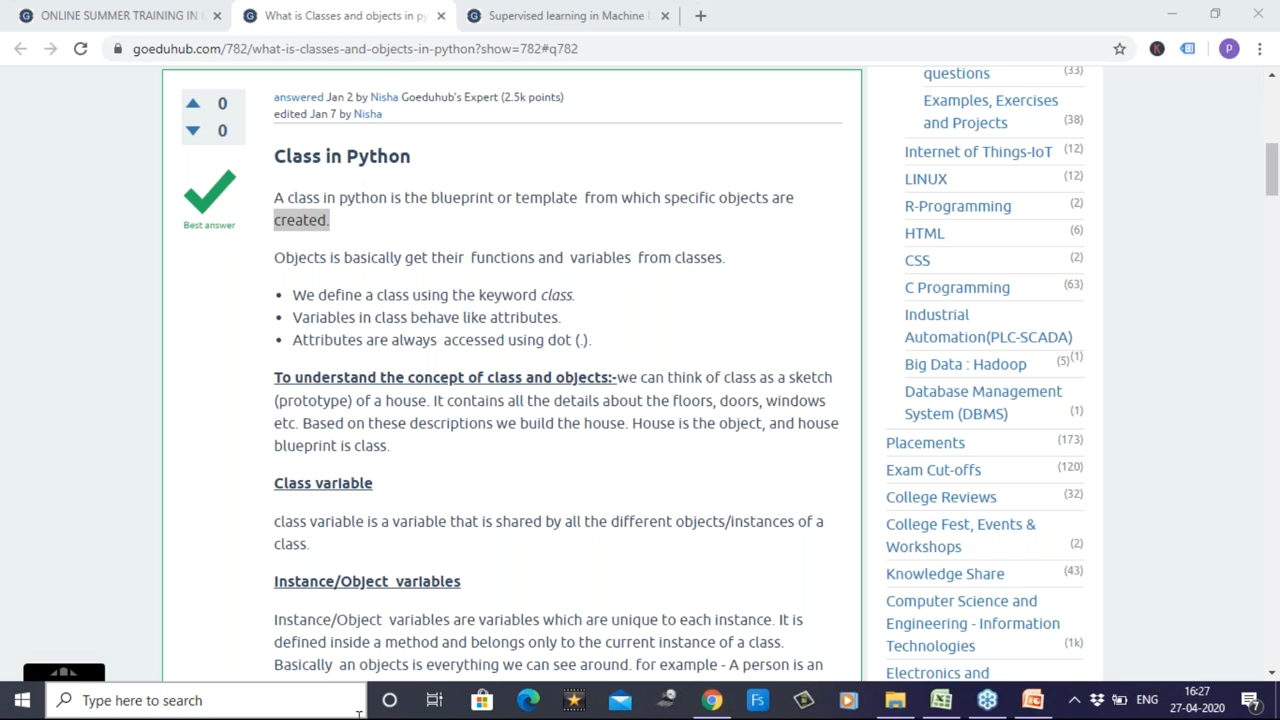 ONLINE SUMMER TRAINING IN
What is Classes and objects in py
Supervised learning in Machine L
goeduhub.com/782/what-is-classes-and-objects-in-python?show=782#q782
K
P
0
0
Best answer
answered Jan 2 by Nisha Goeduhub's Expert (2.5k points)
edited Jan 7 by Nisha
Class in Python
A class in python is the blueprint or template from which specific objects are
created.
Objects is basically get their functions and variables from classes.
• We define a class using the keyword class.
• Variables in class behave like attributes.
• Attributes are always accessed using dot (.).
To understand the concept of class and objects:-we can think of class as a sketch
(prototype) of a house. It contains all the details about the floors, doors, windows
etc. Based on these descriptions we build the house. House is the object, and house
blueprint is class.
Class variable
class variable is a variable that is shared by all the different objects/instances of a
class.
Instance/Object variables
Instance/Object variables are variables which are unique to each instance. It is
defined inside a method and belongs only to the current instance of a class.
Basically an objects is everything we can see around. for example - A person is an
questions (33)
Examples, Exercises
and Projects (38)
Internet of Things-IoT (12)
LINUX (12)
R-Programming (2)
HTML (6)
CSS (2)
C Programming (63)
Industrial
Automation(PLC-SCADA) (1)
Big Data : Hadoop (5)
Database Management
System (DBMS) (1)
Placements (173)
Exam Cut-offs (120)
College Reviews (32)
College Fest, Events &
Workshops (2)
Knowledge Share (43)
Computer Science and
Engineering - Information
Technologies (1k)
Electronics and
Type here to search
Fs
ENG
16:27
27-04-2020
7